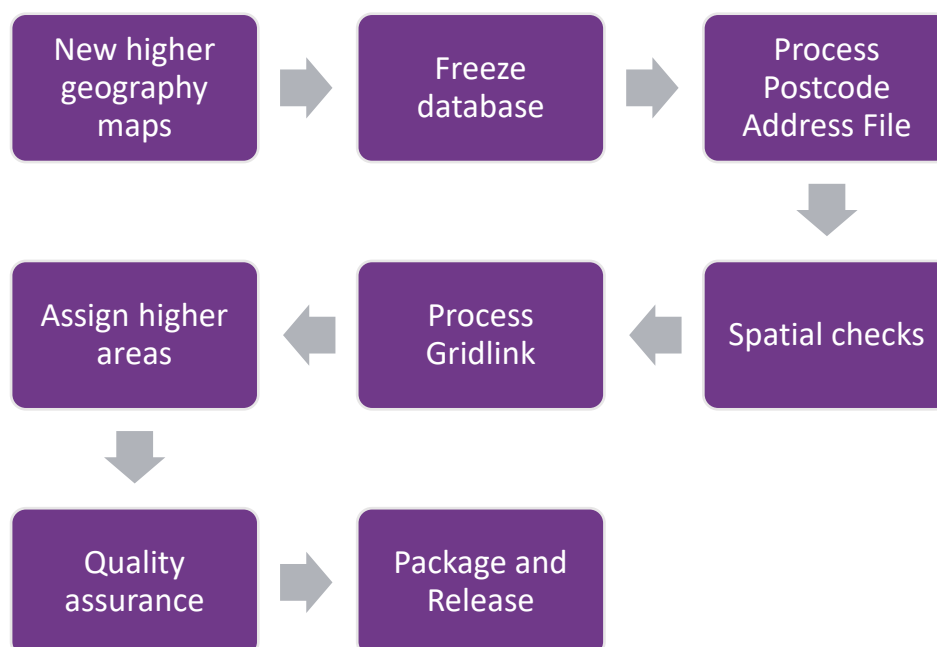 New higher
geography
maps
Freeze
database
Process
Postcode
Address File
Spatial checks
Process
Gridlink
Assign higher
areas
Quality
assurance
Package and
Release